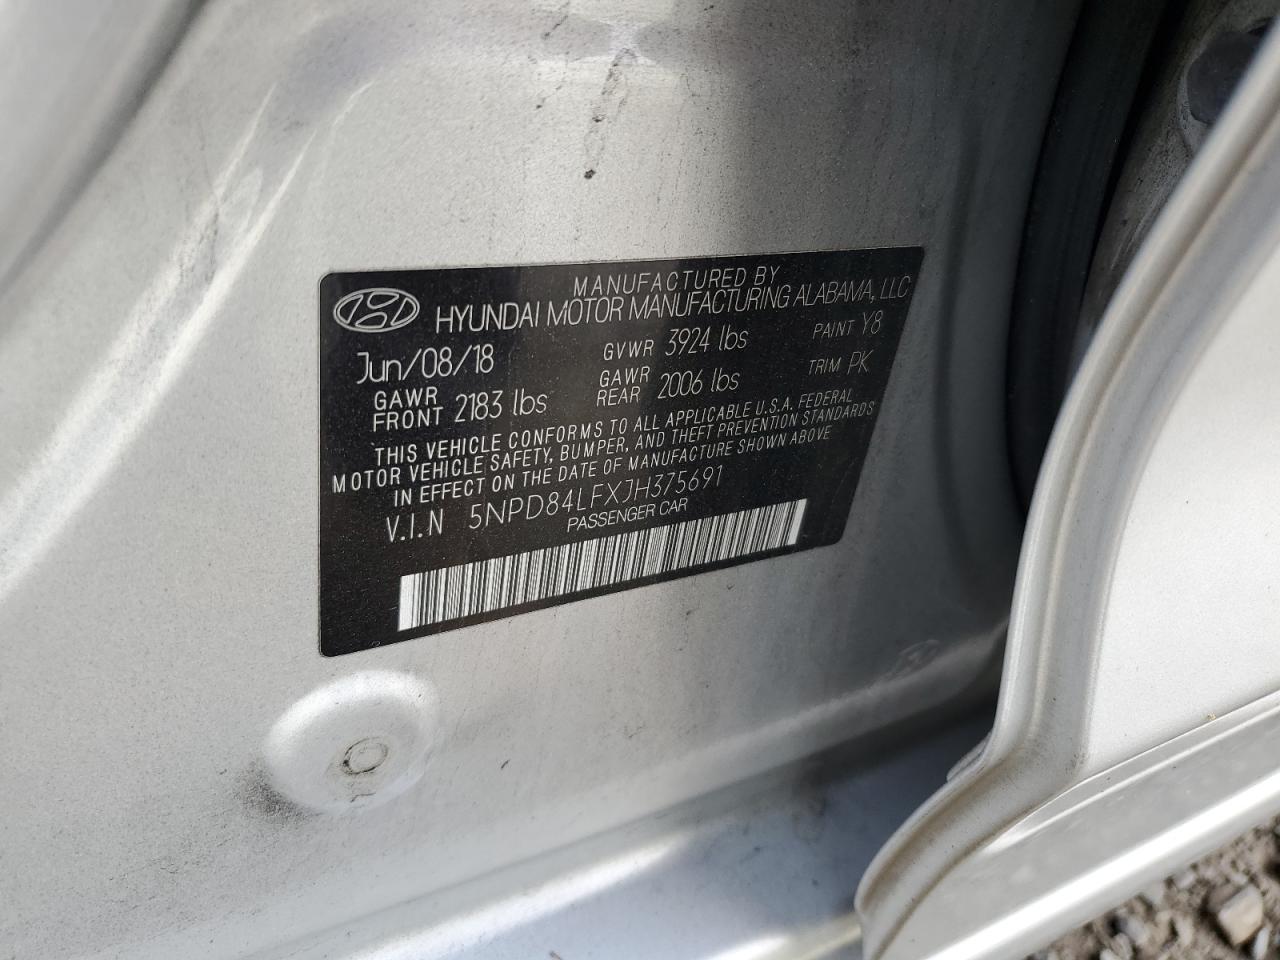 MANUFACTURED BY
HYUNDAI MOTOR MANUFACTURING ALABAMA, LLC
Jun/08/18 GVWR 3924 lbs PAINT Y8
GAWR FRONT 2183 lbs GAWR REAR 2006 lbs TRIM PK
THIS VEHICLE CONFORMS TO ALL APPLICABLE U.S.A. FEDERAL
MOTOR VEHICLE SAFETY, BUMPER, AND THEFT PREVENTION STANDARDS
IN EFFECT ON THE DATE OF MANUFACTURE SHOWN ABOVE
V.I.N 5NPD84LFXJH375691
PASSENGER CAR